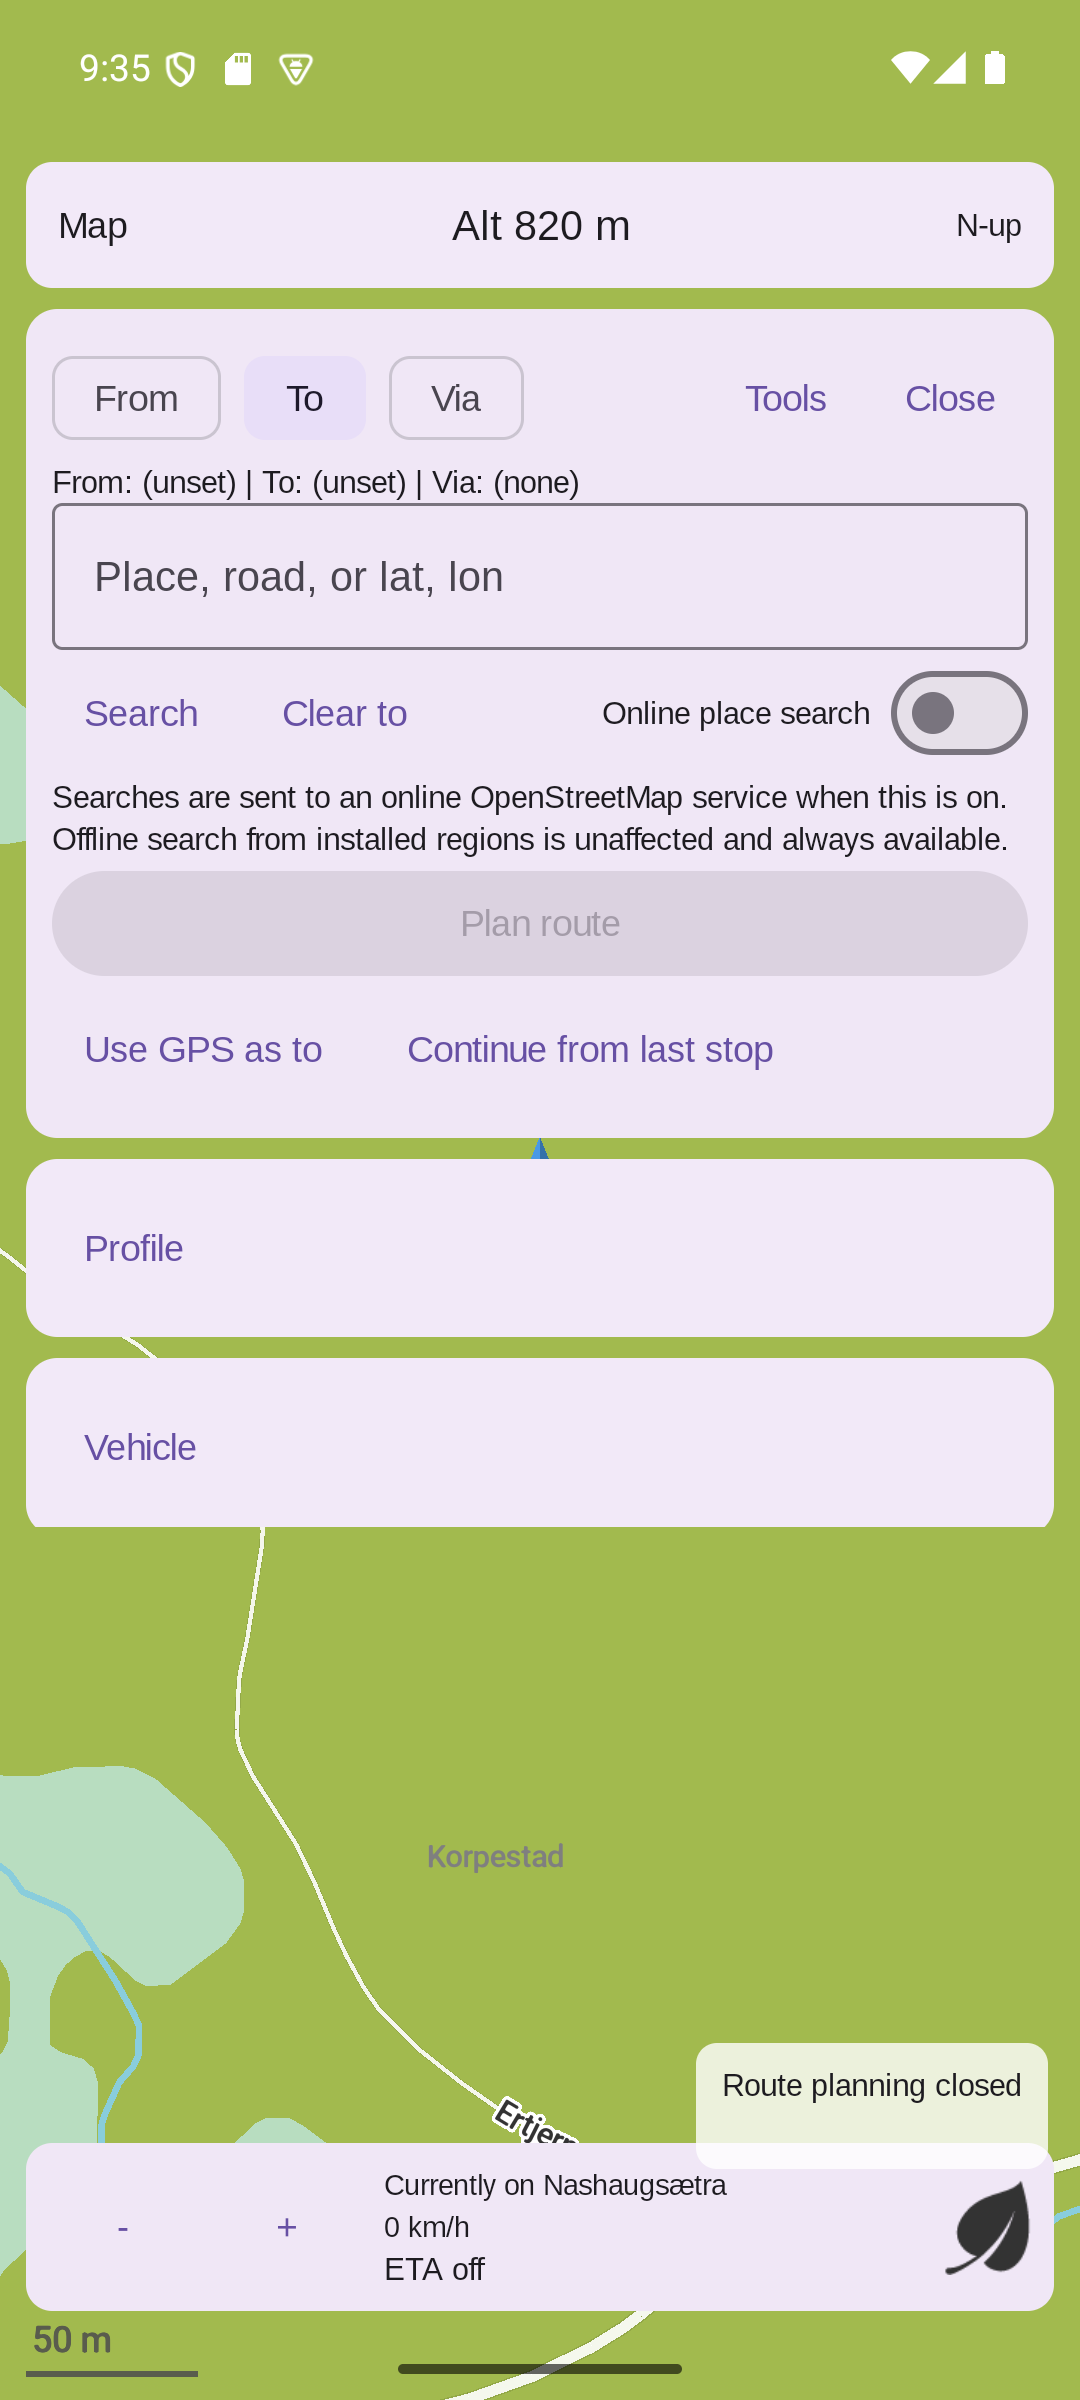 9:35
Map
Alt 820 m
N-up
From
To
Via
Tools
Close
From: (unset) | To: (unset) | Via: (none)
Place, road, or lat, lon
Search
Clear to
Online place search
Searches are sent to an online OpenStreetMap service when this is on.
Offline search from installed regions is unaffected and always available.
Plan route
Use GPS as to
Continue from last stop
Profile
Vehicle
Korpestad
Route planning closed
Currently on Nashaugsætra
-
+
0 km/h
ETA off
50 m